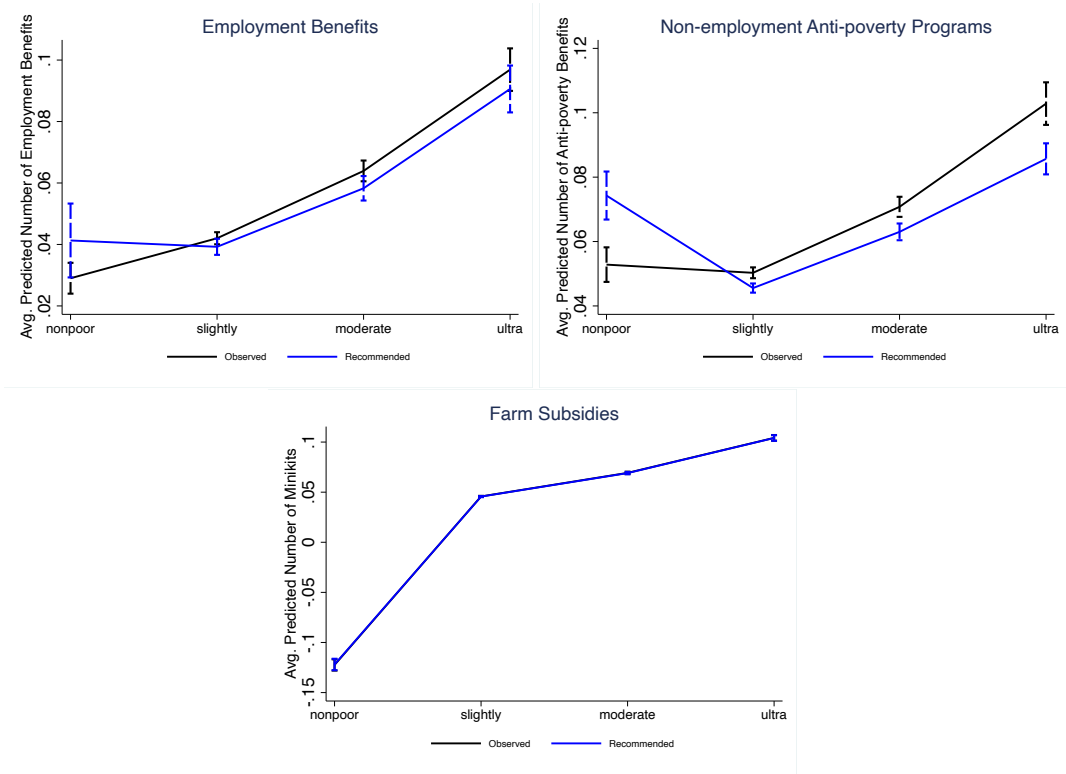 Employment Benefits
Avg. Predicted Number of Employment Benefits
.1
.08
.06
.04
.02
nonpoor slightly moderate ultra
Observed Recommended
Non-employment Anti-poverty Programs
Avg. Predicted Number of Anti-poverty Benefits
.12
.1
.08
.06
.04
nonpoor slightly moderate ultra
Observed Recommended
Farm Subsidies
Avg. Predicted Number of Minikits
.1
.05
0
-.05
-.1
-.15
nonpoor slightly moderate ultra
Observed Recommended